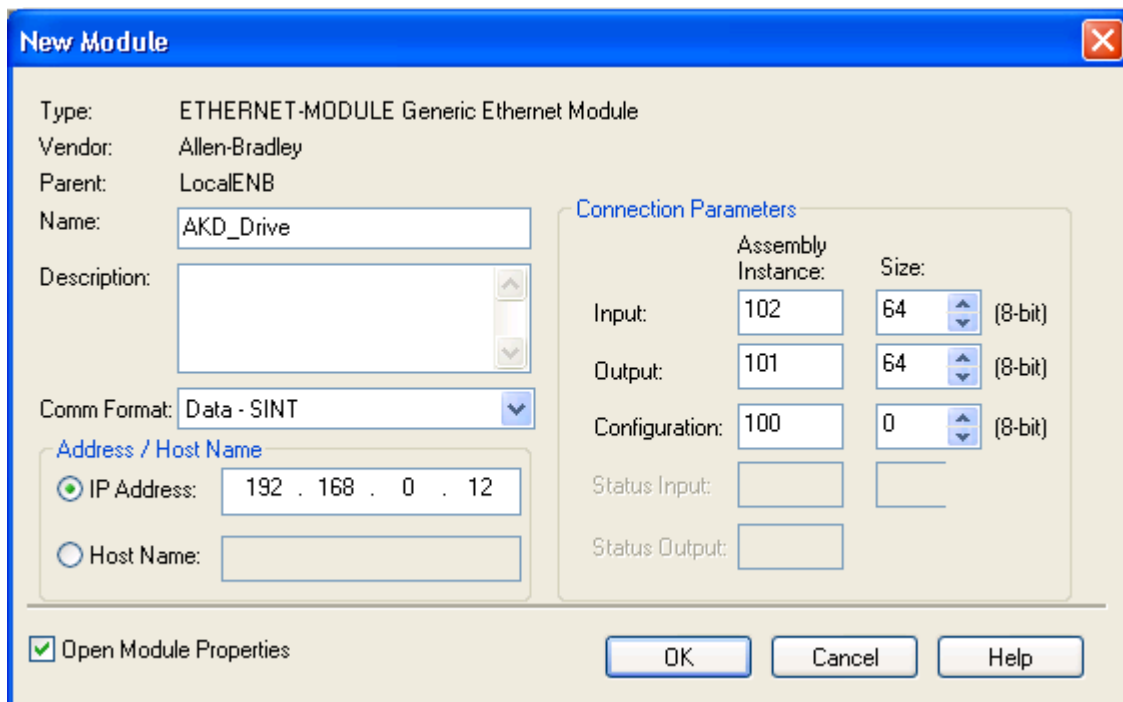 New Module
Type: ETHERNET-MODULE Generic Ethernet Module
Vendor: Allen-Bradley
Parent: LocalENB
Name: AKD_Drive
Description:
Comm Format: Data - SINT
Address / Host Name
IP Address: 192 . 168 . 0 . 12
Host Name:
Connection Parameters
Assembly
Instance: Size:
Input: 102 64 (8-bit)
Output: 101 64 (8-bit)
Configuration: 100 0 (8-bit)
Status Input:
Status Output:
Open Module Properties
OK Cancel Help